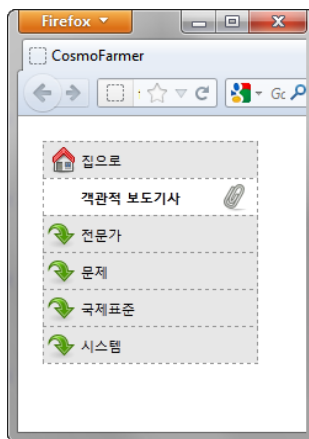 Firefox
CosmoFarmer
Gc
집으로
객관적 보도기사
전문가
문제
국제표준
시스템